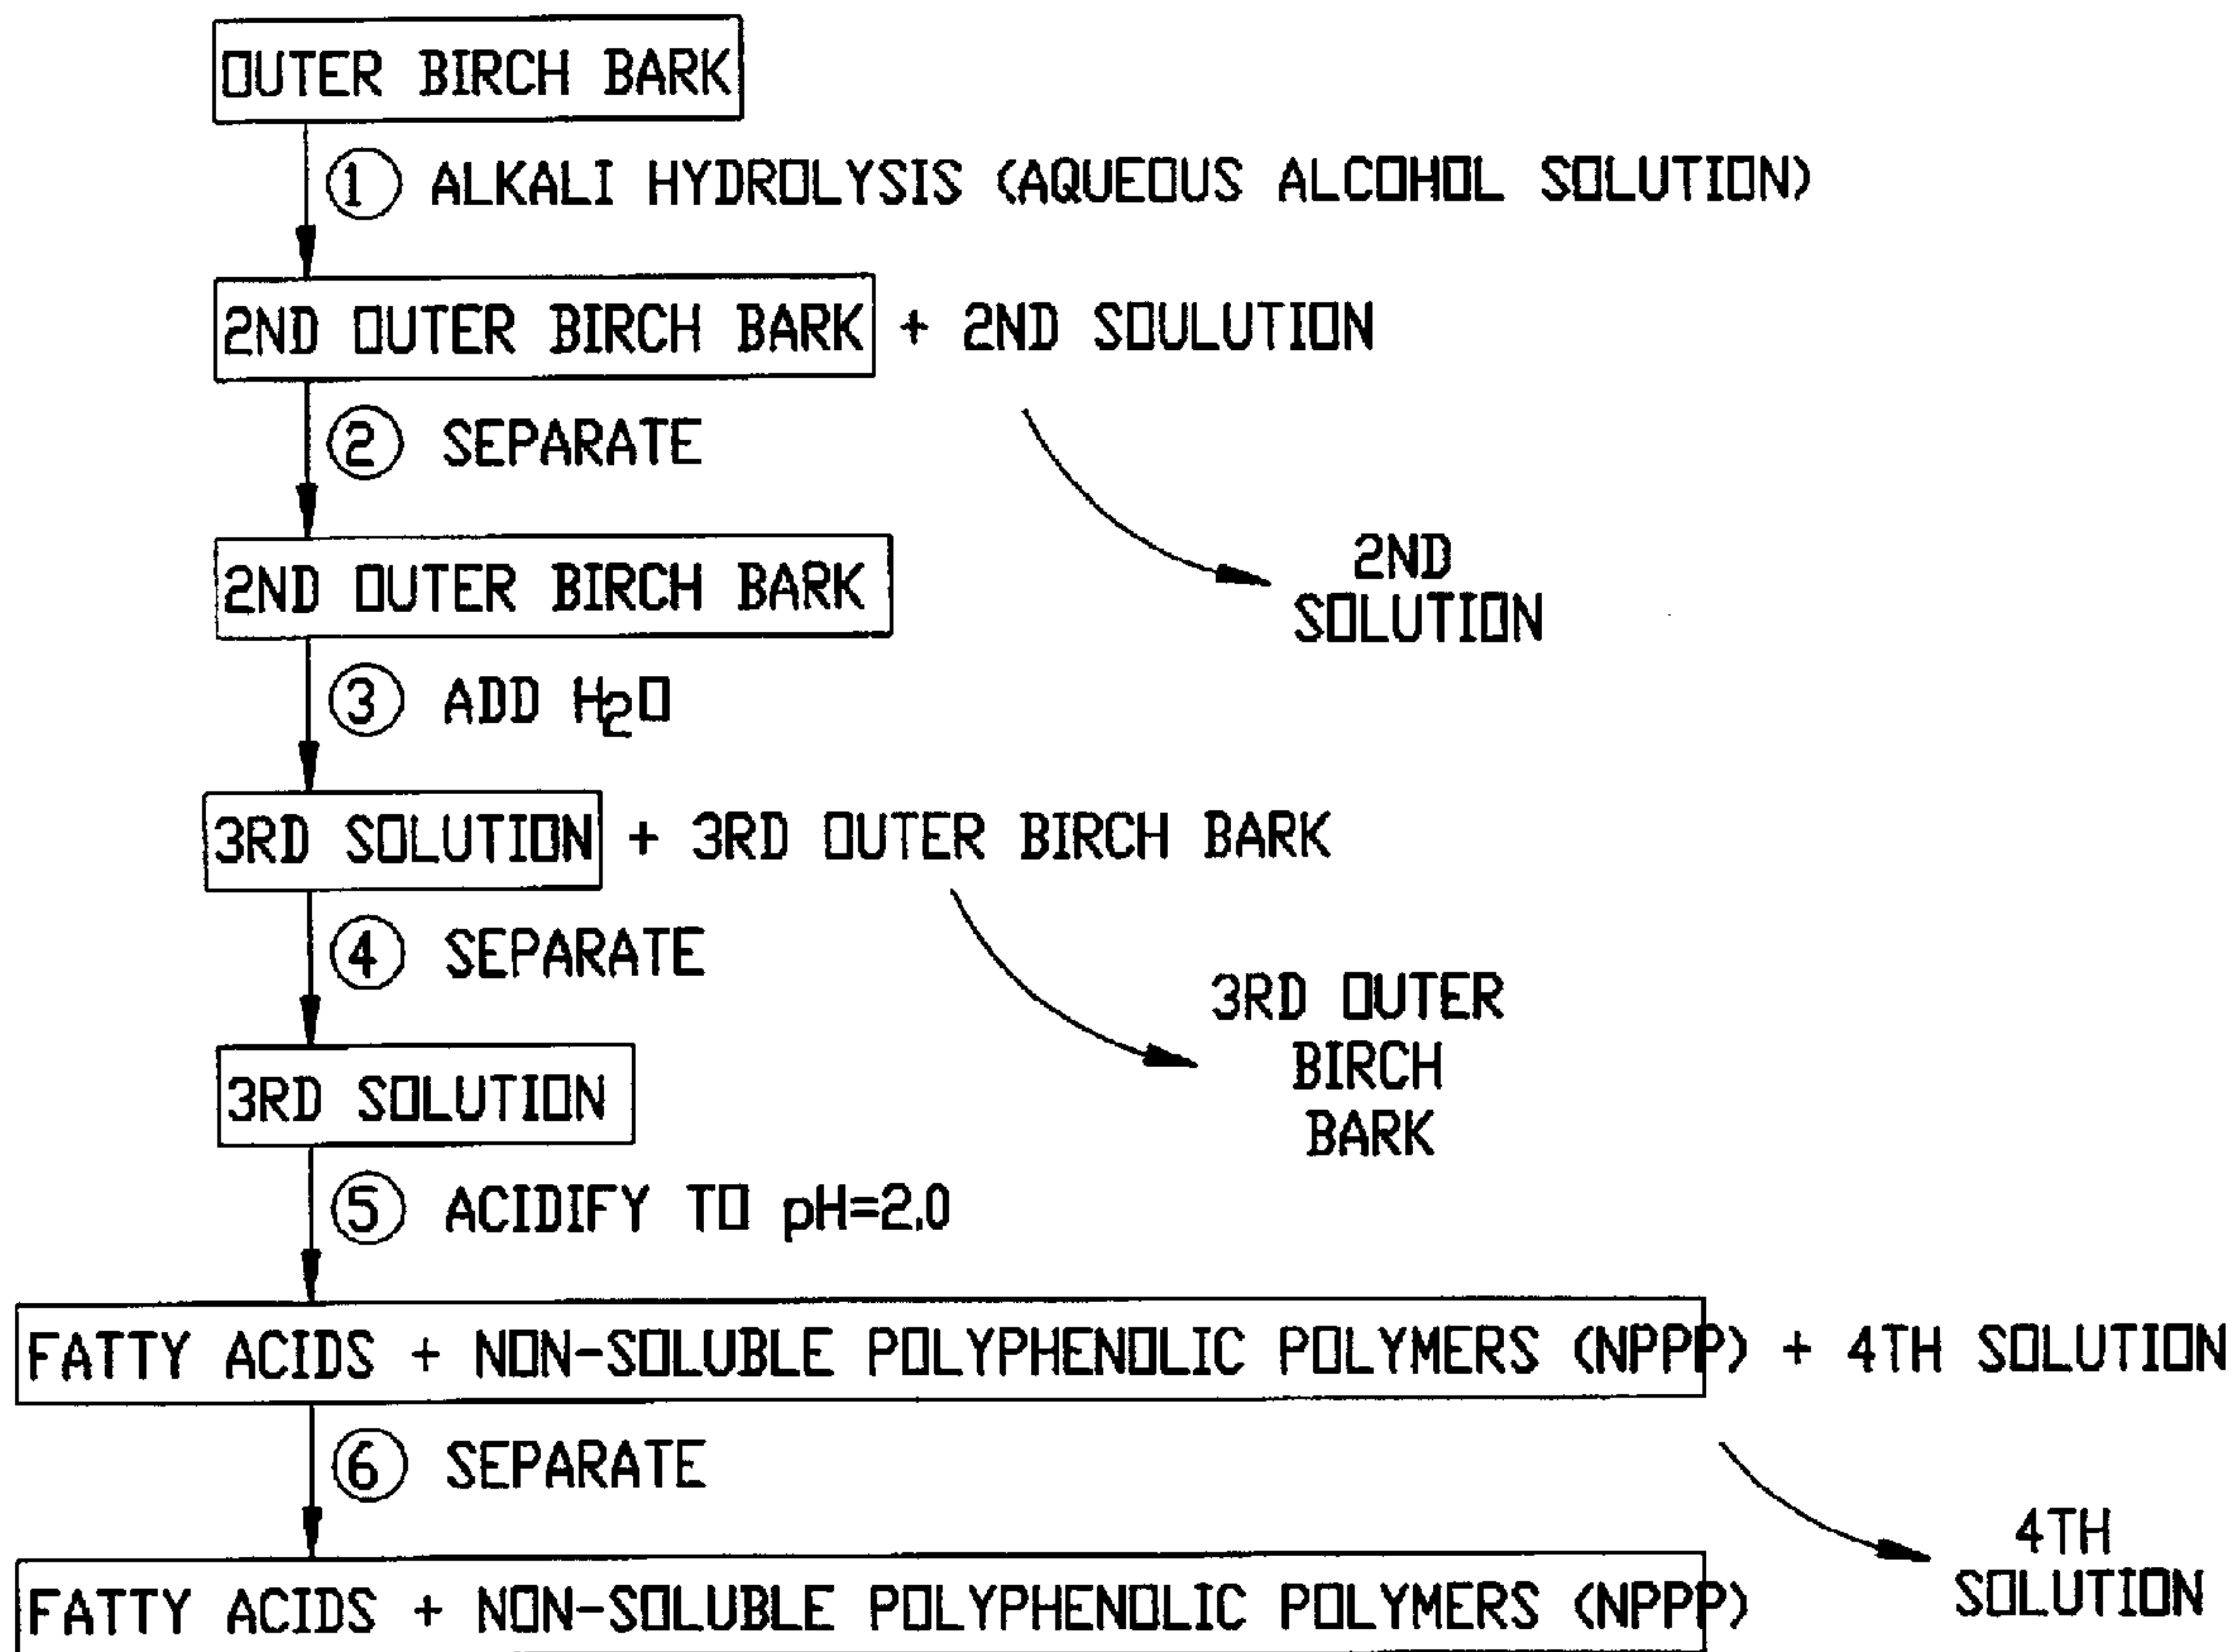 OUTER BIRCH BARK
① ALKALI HYDROLYSIS (AQUEOUS ALCOHOL SOLUTION)
2ND OUTER BIRCH BARK + 2ND SOULUTION
② SEPARATE
2ND
SOLUTION
2ND OUTER BIRCH BARK
③ ADD H₂O
3RD SOLUTION + 3RD OUTER BIRCH BARK
④ SEPARATE
3RD OUTER
BIRCH
BARK
3RD SOLUTION
⑤ ACIDIFY TO pH=2.0
FATTY ACIDS + NON-SOLUBLE POLYPHENOLIC POLYMERS (NPPP) + 4TH SOLUTION
⑥ SEPARATE
4TH
SOLUTION
FATTY ACIDS + NON-SOLUBLE POLYPHENOLIC POLYMERS (NPPP)